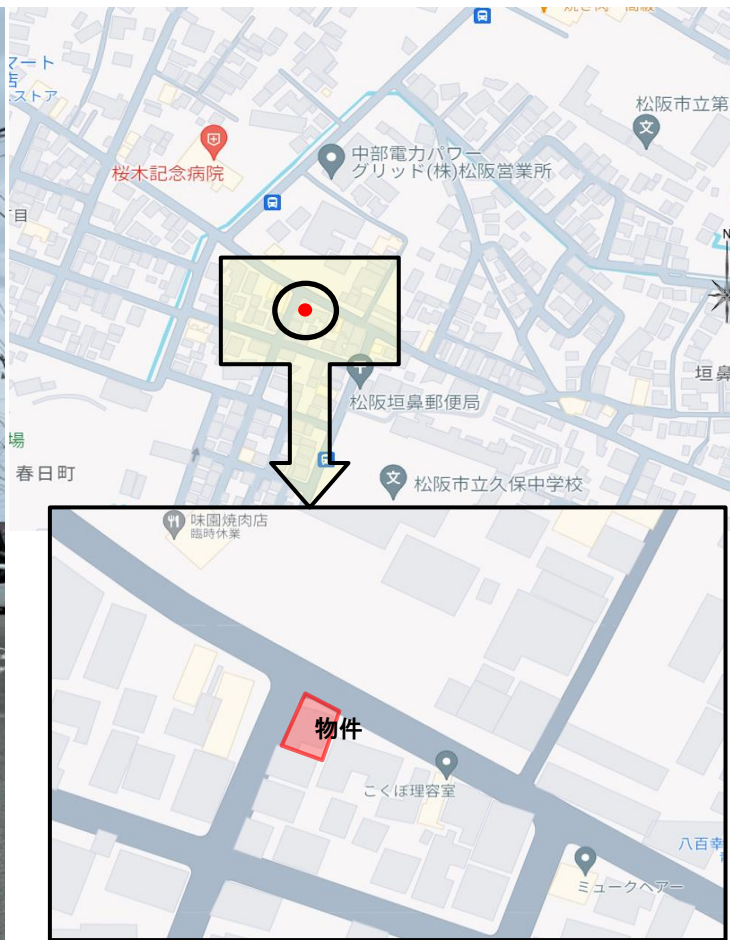 マート
店
ストア
桜木記念病院
中部電力パワー
グリッド(株)松阪営業所
松阪市立第
文
丁目
N
垣鼻
松阪垣鼻郵便局
場
春日町
文
松阪市立久保中学校
味園焼肉店
臨時休業
物件
こくぼ理容室
八百幸
ミュークヘアー